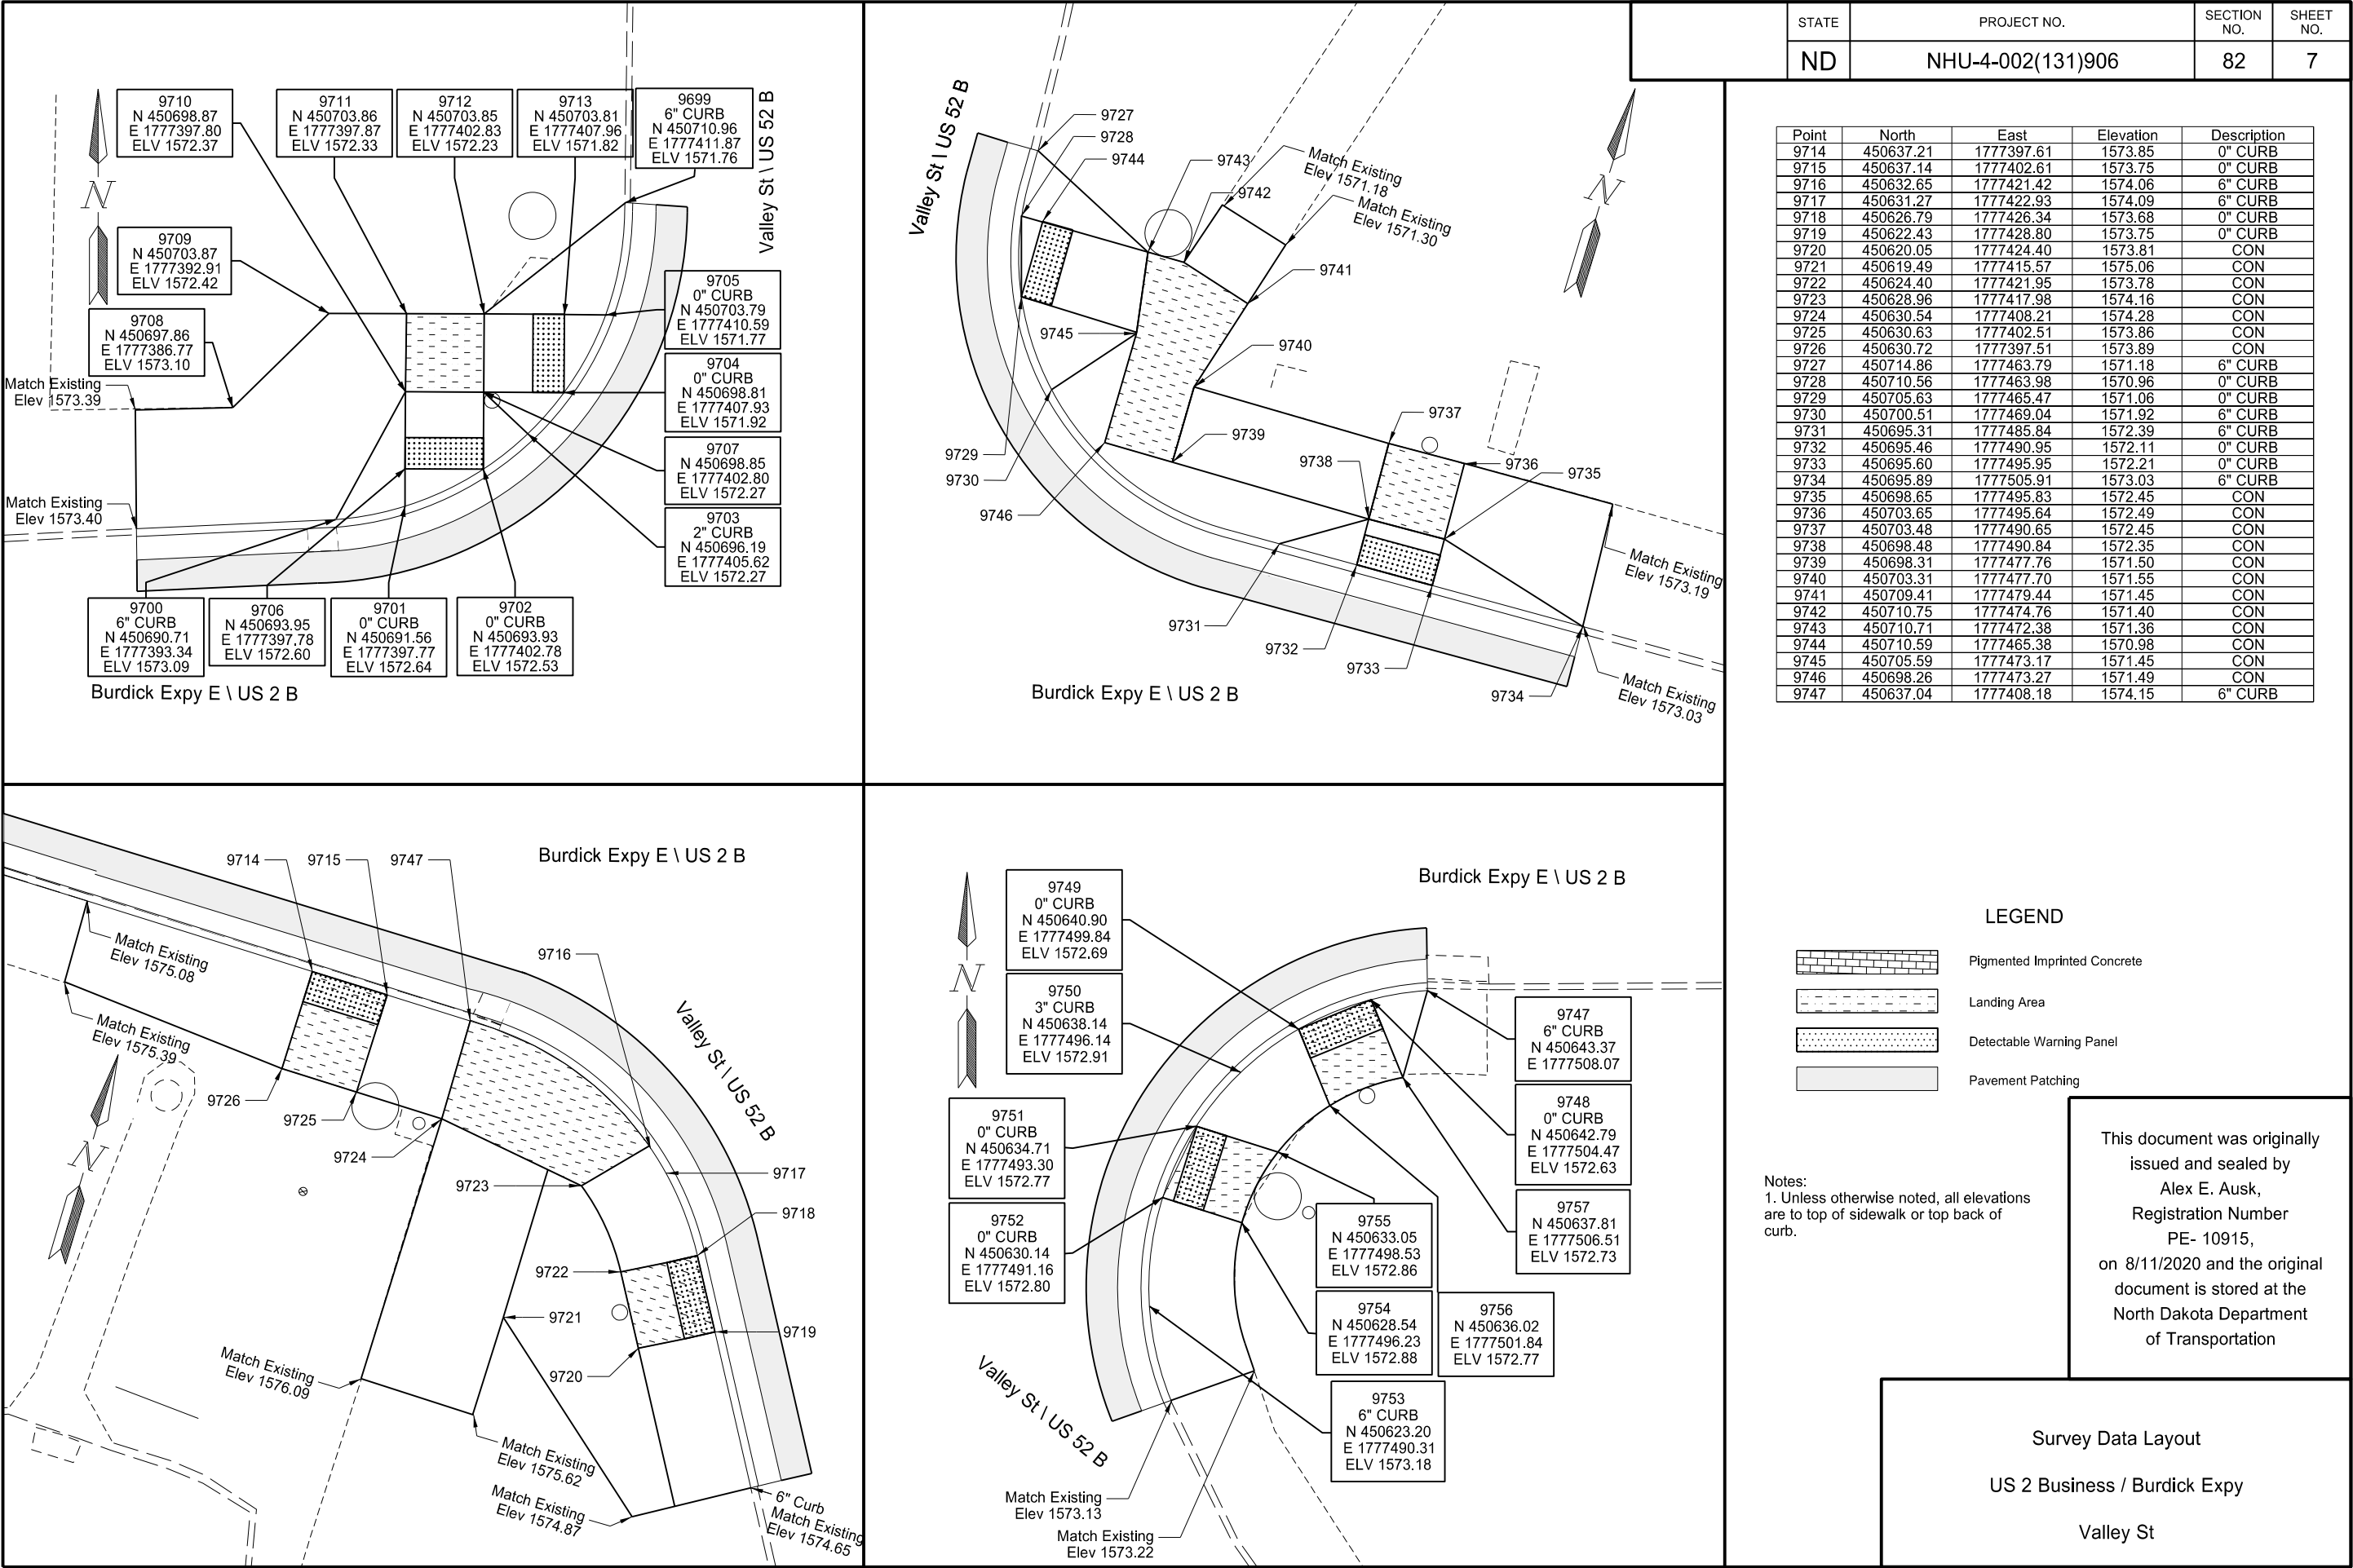 STATE
PROJECT NO.
SECTION NO.
SHEET NO.
ND
NHU-4-002(131)906
82
7
9710
N 450698.87
E 1777397.80
ELV 1572.37
9711
N 450703.86
E 1777397.87
ELV 1572.33
9712
N 450703.85
E 1777402.83
ELV 1572.23
9713
N 450703.81
E 1777407.96
ELV 1571.82
9699
6" CURB
N 450710.96
E 1777411.87
ELV 1571.76
Valley St \ US 52 B
N
9709
N 450703.87
E 1777392.91
ELV 1572.42
9708
N 450697.86
E 1777386.77
ELV 1573.10
Match Existing
Elev 1573.39
Match Existing
Elev 1573.40
9705
0" CURB
N 450703.79
E 1777410.59
ELV 1571.77
9704
0" CURB
N 450698.81
E 1777407.93
ELV 1571.92
9707
N 450698.85
E 1777402.80
ELV 1572.27
9703
2" CURB
N 450696.19
E 1777405.62
ELV 1572.27
9700
6" CURB
N 450690.71
E 1777393.34
ELV 1573.09
9706
N 450693.95
E 1777397.78
ELV 1572.60
9701
0" CURB
N 450691.56
E 1777397.77
ELV 1572.64
9702
0" CURB
N 450693.93
E 1777402.78
ELV 1572.53
Burdick Expy E \ US 2 B
Valley St \ US 52 B
9727
9728
9744
9743
9742
Match Existing
Elev 1571.18
Match Existing
Elev 1571.30
N
9741
9745
9740
9737
9739
9738
9736
9735
9729
9730
9746
Match Existing
Elev 1573.19
9731
9732
9733
9734
Match Existing
Elev 1573.03
Burdick Expy E \ US 2 B
Point North East Elevation Description
9714 450637.21 1777397.61 1573.85 0" CURB
9715 450637.14 1777402.61 1573.75 0" CURB
9716 450632.65 1777421.42 1574.06 6" CURB
9717 450631.27 1777422.93 1574.09 6" CURB
9718 450626.79 1777426.34 1573.68 0" CURB
9719 450622.43 1777428.80 1573.75 0" CURB
9720 450620.05 1777424.40 1573.81 CON
9721 450619.49 1777415.57 1575.06 CON
9722 450624.40 1777421.95 1573.78 CON
9723 450628.96 1777417.98 1574.16 CON
9724 450630.54 1777408.21 1574.28 CON
9725 450630.63 1777402.51 1573.86 CON
9726 450630.72 1777397.51 1573.89 CON
9727 450714.86 1777463.79 1571.18 6" CURB
9728 450710.56 1777463.98 1570.96 0" CURB
9729 450705.63 1777465.47 1571.06 0" CURB
9730 450700.51 1777469.04 1571.92 6" CURB
9731 450695.31 1777485.84 1572.39 6" CURB
9732 450695.46 1777490.95 1572.11 0" CURB
9733 450695.60 1777495.95 1572.21 0" CURB
9734 450695.89 1777505.91 1573.03 6" CURB
9735 450698.65 1777495.83 1572.45 CON
9736 450703.65 1777495.64 1572.49 CON
9737 450703.48 1777490.65 1572.45 CON
9738 450698.48 1777490.84 1572.35 CON
9739 450698.31 1777477.76 1571.50 CON
9740 450703.31 1777477.70 1571.55 CON
9741 450709.41 1777479.44 1571.45 CON
9742 450710.75 1777474.76 1571.40 CON
9743 450710.71 1777472.38 1571.36 CON
9744 450710.59 1777465.38 1570.98 CON
9745 450705.59 1777473.17 1571.45 CON
9746 450698.26 1777473.27 1571.49 CON
9747 450637.04 1777408.18 1574.15 6" CURB
9714
9715
9747
Burdick Expy E \ US 2 B
Match Existing
Elev 1575.08
9716
Valley St \ US 52 B
Match Existing
Elev 1575.39
N
9726
9725
9724
9723
9717
9718
9722
9721
9719
9720
Match Existing
Elev 1576.09
Match Existing
Elev 1575.62
Match Existing
Elev 1574.87
6" Curb
Match Existing
Elev 1574.65
Burdick Expy E \ US 2 B
N
9749
0" CURB
N 450640.90
E 1777499.84
ELV 1572.69
9750
3" CURB
N 450638.14
E 1777496.14
ELV 1572.91
9751
0" CURB
N 450634.71
E 1777493.30
ELV 1572.77
9752
0" CURB
N 450630.14
E 1777491.16
ELV 1572.80
9747
6" CURB
N 450643.37
E 1777508.07
9748
0" CURB
N 450642.79
E 1777504.47
ELV 1572.63
9757
N 450637.81
E 1777506.51
ELV 1572.73
9755
N 450633.05
E 1777498.53
ELV 1572.86
9754
N 450628.54
E 1777496.23
ELV 1572.88
9756
N 450636.02
E 1777501.84
ELV 1572.77
9753
6" CURB
N 450623.20
E 1777490.31
ELV 1573.18
Valley St \ US 52 B
Match Existing
Elev 1573.13
Match Existing
Elev 1573.22
LEGEND
Pigmented Imprinted Concrete
Landing Area
Detectable Warning Panel
Pavement Patching
Notes:
1. Unless otherwise noted, all elevations
are to top of sidewalk or top back of
curb.
This document was originally
issued and sealed by
Alex E. Ausk,
Registration Number
PE- 10915,
on 8/11/2020 and the original
document is stored at the
North Dakota Department
of Transportation
Survey Data Layout
US 2 Business / Burdick Expy
Valley St